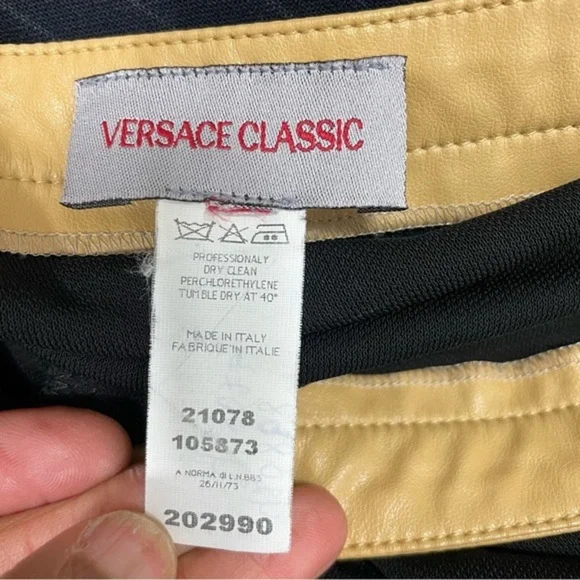 VERSACE CLASSIC
PROFESSIONALY
DRY CLEAN
PERCHLORETHYLENE
TUMBLE DRY AT 40°
MADE IN ITALY
FABRIQUE IN ITALIE
21078
105873
A NORMA di L.N.883
26/11/73
202990